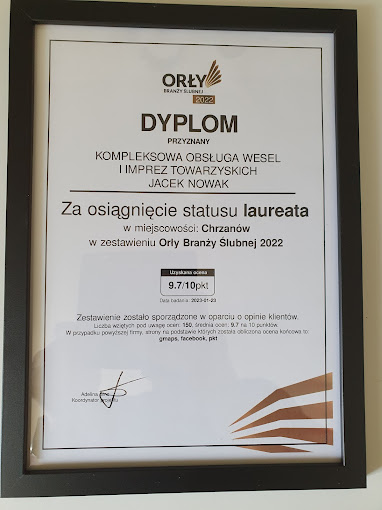 ORŁY
BRANŻY ŚLUBNEJ
2022
DYPLOM
PRZYZNANY
KOMPLEKSOWA OBSŁUGA WESEL
I IMPREZ TOWARZYSKICH
JACEK NOWAK
Za osiągnięcie statusu laureata
w miejscowości: Chrzanów
w zestawieniu Orły Branży Ślubnej 2022
Uzyskana ocena
9.7/10pkt
Data badania: 2023-01-23
Zestawienie zostało sporządzone w oparciu o opinie klientów.
Liczba wziętych pod uwagę ocen: 150, średnia ocen: 9.7 na 10 punktów.
W przypadku powyższej firmy, strony na podstawie których została obliczona ocena końcowa to:
gmaps, facebook, pkt
Adelina
Koordynator projektu